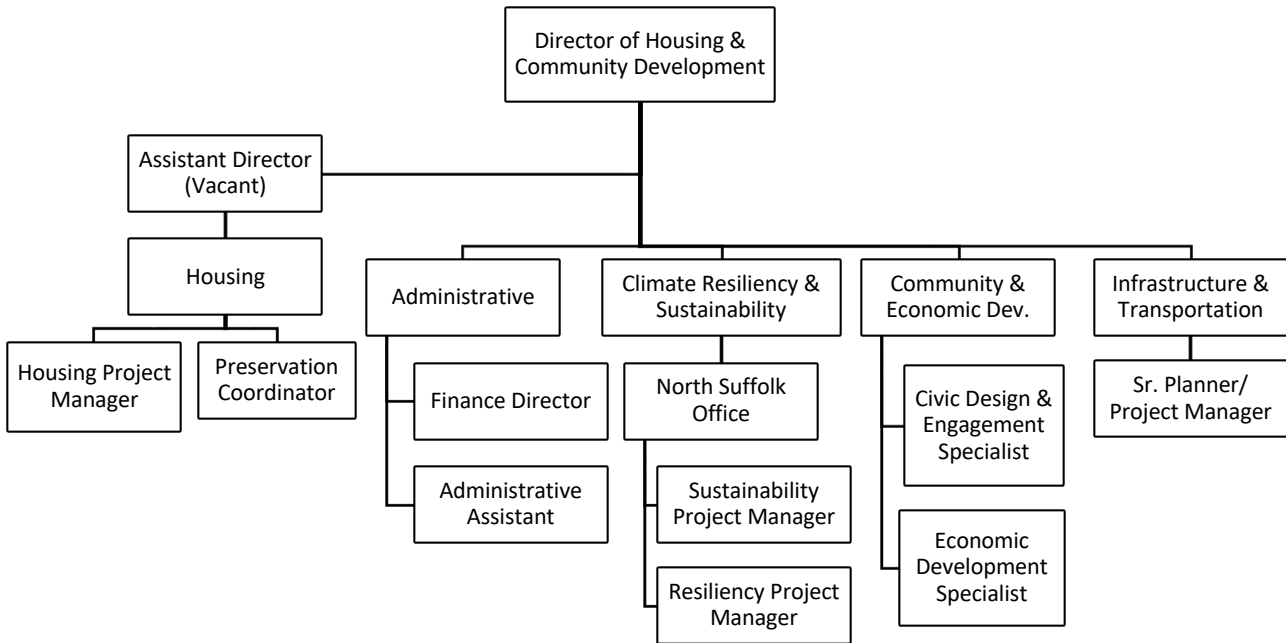 Director of Housing &
Community Development
Assistant Director
(Vacant)
Housing
Housing Project
Manager
Preservation
Coordinator
Administrative
Finance Director
Administrative
Assistant
Climate Resiliency &
Sustainability
North Suffolk
Office
Sustainability
Project Manager
Resiliency Project
Manager
Community &
Economic Dev.
Civic Design &
Engagement
Specialist
Economic
Development
Specialist
Infrastructure &
Transportation
Sr. Planner/
Project Manager